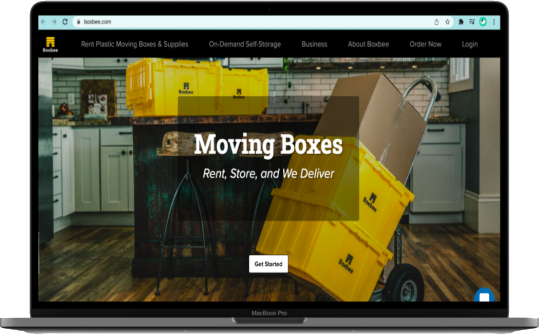 boxbee.com
Boxbee
Rent Plastic Moving Boxes & Supplies
On-Demand Self-Storage
Business
About Boxbee
Order Now
Login
Boxbee
Boxbee
Moving Boxes
Rent, Store, and We Deliver
Boxbee
Boxbee
Get Started
MacBook Pro